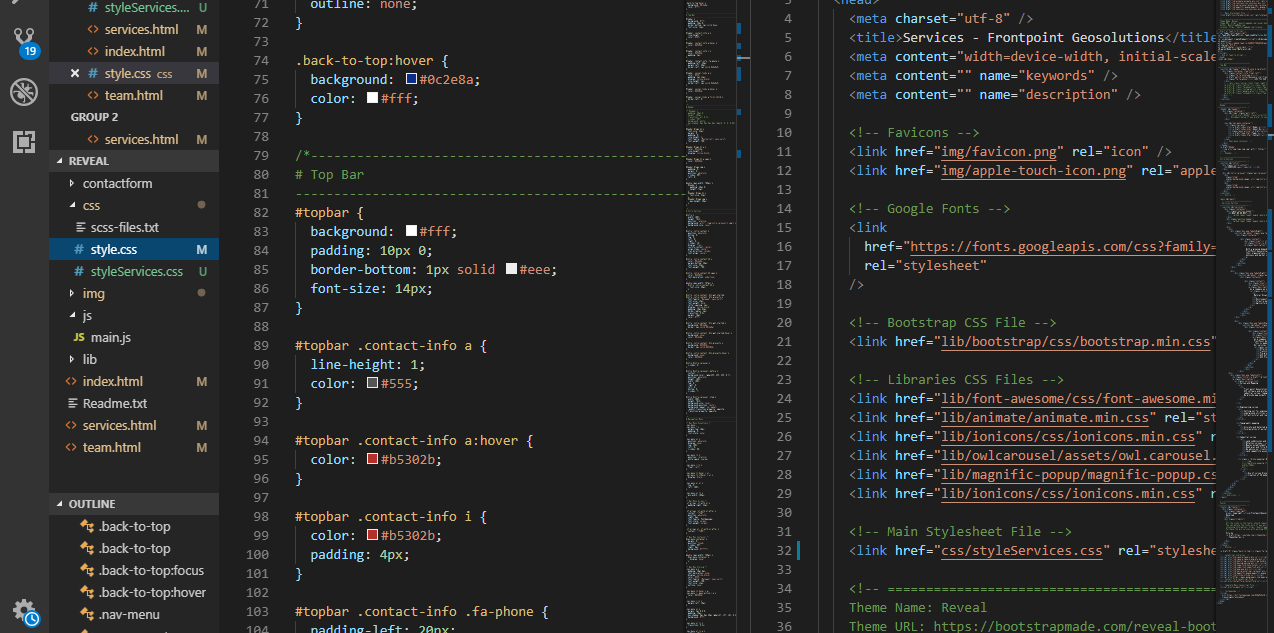 19
# styleServices.... U
<> services.html M
<> index.html M
× # style.css css M
<> team.html M
GROUP 2
<> services.html M
REVEAL
contactform
css
scss-files.txt
# style.css M
# styleServices.css U
img
js
JS main.js
lib
<> index.html M
Readme.txt
<> services.html M
<> team.html M
OUTLINE
.back-to-top
.back-to-top
.back-to-top:focus
.back-to-top:hover
.nav-menu
71 outline: none;
72 }
73
74 .back-to-top:hover {
75 background: #0c2e8a;
76 color: #fff;
77 }
78
79 /*--------------------------------------------------
80 # Top Bar
81 --------------------------------------------------
82 #topbar {
83 background: #fff;
84 padding: 10px 0;
85 border-bottom: 1px solid #eee;
86 font-size: 14px;
87 }
88
89 #topbar .contact-info a {
90 line-height: 1;
91 color: #555;
92 }
93
94 #topbar .contact-info a:hover {
95 color: #b5302b;
96 }
97
98 #topbar .contact-info i {
99 color: #b5302b;
100 padding: 4px;
101 }
102
103 #topbar .contact-info .fa-phone {
104 padding-left: 20px;
3 <head>
4 <meta charset="utf-8" />
5 <title>Services - Frontpoint Geosolutions</title
6 <meta content="width=device-width, initial-scale
7 <meta content="" name="keywords" />
8 <meta content="" name="description" />
9
10 <!-- Favicons -->
11 <link href="img/favicon.png" rel="icon" />
12 <link href="img/apple-touch-icon.png" rel="apple
13
14 <!-- Google Fonts -->
15 <link
16 href="https://fonts.googleapis.com/css?family=
17 rel="stylesheet"
18 />
19
20 <!-- Bootstrap CSS File -->
21 <link href="lib/bootstrap/css/bootstrap.min.css"
22
23 <!-- Libraries CSS Files -->
24 <link href="lib/font-awesome/css/font-awesome.mi
25 <link href="lib/animate/animate.min.css" rel="st
26 <link href="lib/ionicons/css/ionicons.min.css" r
27 <link href="lib/owlcarousel/assets/owl.carousel.
28 <link href="lib/magnific-popup/magnific-popup.cs
29 <link href="lib/ionicons/css/ionicons.min.css" r
30
31 <!-- Main Stylesheet File -->
32 <link href="css/styleServices.css" rel="styleshe
33
34 <!-- =========================================
35 Theme Name: Reveal
36 Theme URL: https://bootstrapmade.com/reveal-boot